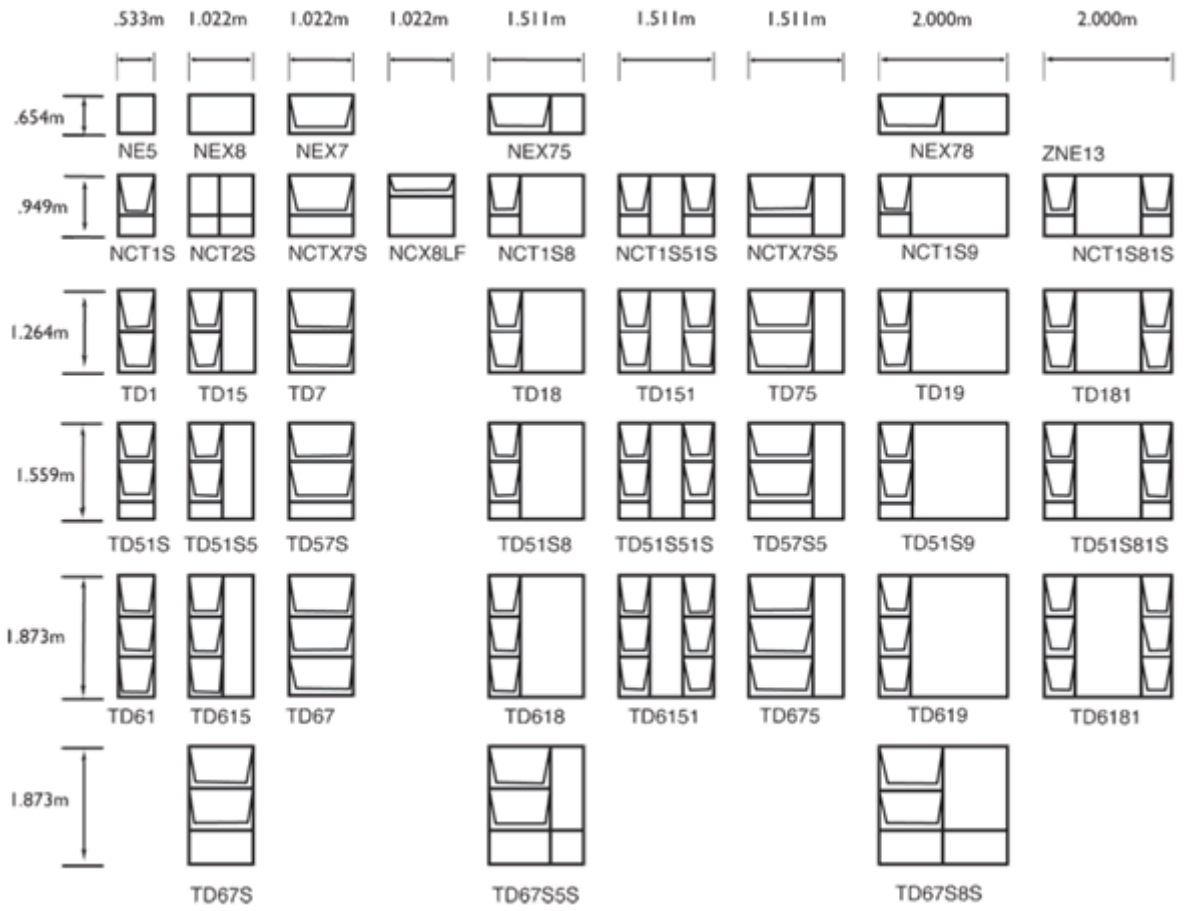 .533m 1.022m 1.022m 1.022m 1.511m 1.511m 1.511m 2.000m 2.000m
.654m
NE5 NEX8 NEX7 NEX75 NEX78 ZNE13
.949m
NCT1S NCT2S NCTX7S NCX8LF NCT1S8 NCT1S51S NCTX7S5 NCT1S9 NCT1S81S
1.264m
TD1 TD15 TD7 TD18 TD151 TD75 TD19 TD181
1.559m
TD51S TD51S5 TD57S TD51S8 TD51S51S TD57S5 TD51S9 TD51S81S
1.873m
TD61 TD615 TD67 TD618 TD6151 TD675 TD619 TD6181
1.873m
TD67S TD67S5S TD67S8S